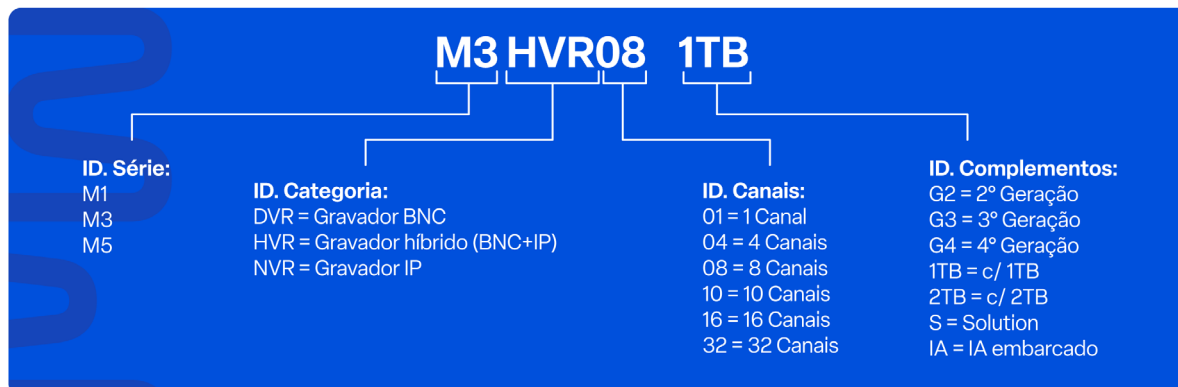 M3 HVR08 1TB
ID. Série:
M1
M3
M5
ID. Categoria:
DVR = Gravador BNC
HVR = Gravador híbrido (BNC+IP)
NVR = Gravador IP
ID. Canais:
01 = 1 Canal
04 = 4 Canais
08 = 8 Canais
10 = 10 Canais
16 = 16 Canais
32 = 32 Canais
ID. Complementos:
G2 = 2° Geração
G3 = 3° Geração
G4 = 4° Geração
1TB = c/ 1TB
2TB = c/ 2TB
S = Solution
IA = IA embarcado